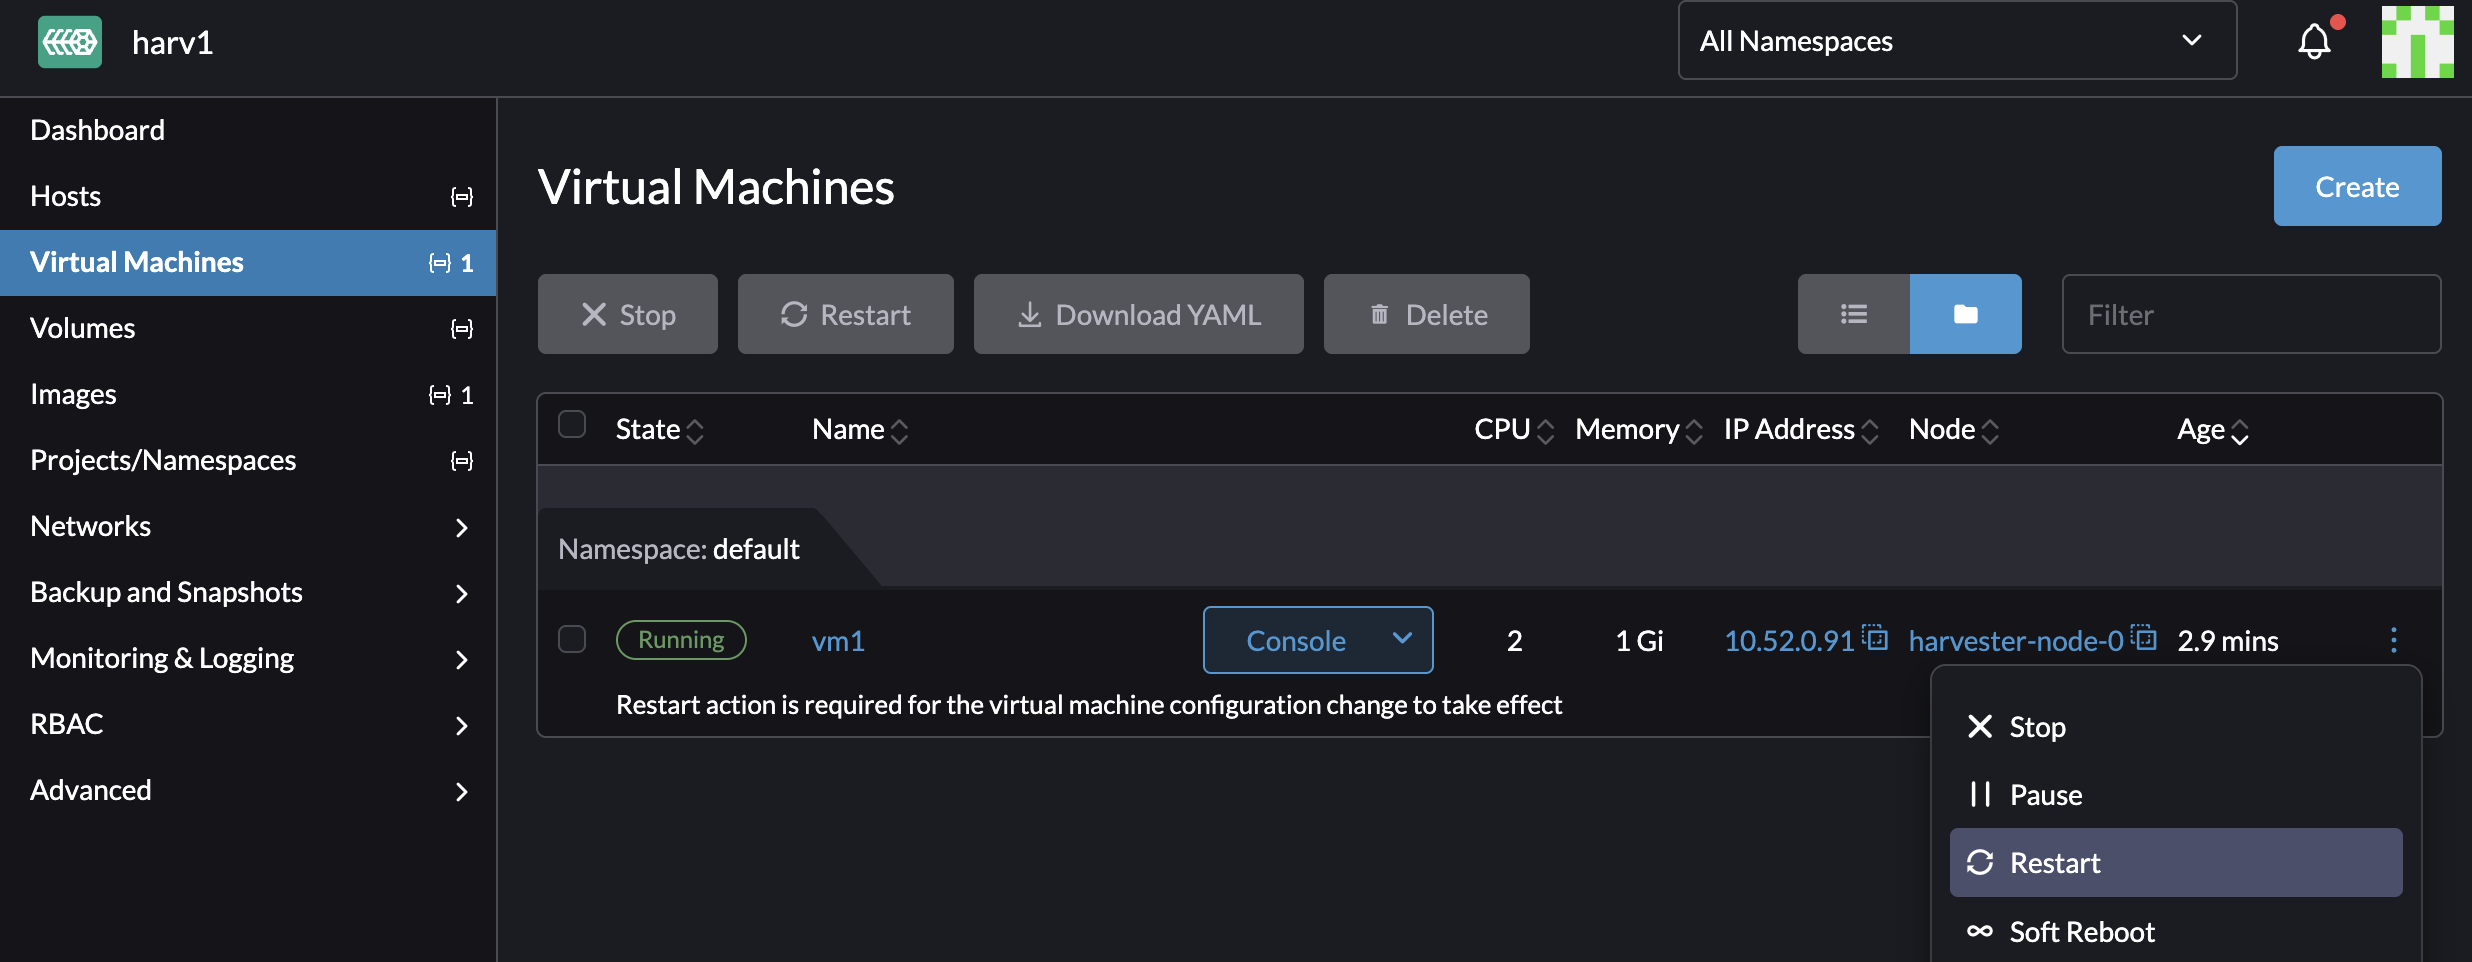 harv1
All Namespaces
Dashboard
Hosts
Virtual Machines 1
Volumes
Images 1
Projects/Namespaces
Networks
Backup and Snapshots
Monitoring & Logging
RBAC
Advanced
Virtual Machines
Create
Stop Restart Download YAML Delete Filter
State Name CPU Memory IP Address Node Age
Namespace: default
Running vm1 Console 2 1 Gi 10.52.0.91 harvester-node-0 2.9 mins
Restart action is required for the virtual machine configuration change to take effect
Stop
Pause
Restart
Soft Reboot